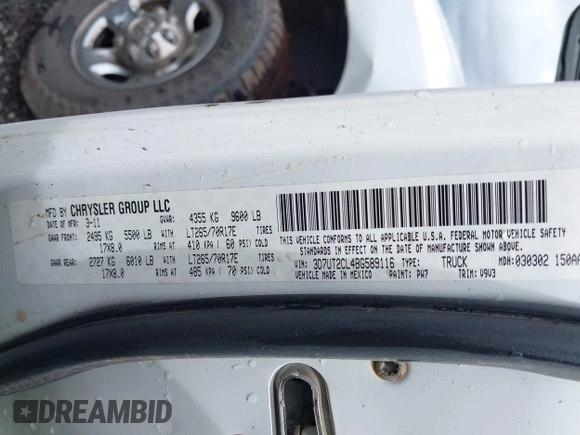 MFD BY CHRYSLER GROUP LLC
DATE OF MFR: 3-11 GVWR: 4355 KG 9600 LB
GAWR FRONT: 2495 KG 5500 LB WITH LT265/70R17E TIRES
17X8.0 RIMS AT 410 KPA ( 60 PSI) COLD
GAWR REAR: 2727 KG 6010 LB WITH LT265/70R17E TIRES
17X8.0 RIMS AT 485 KPA ( 70 PSI) COLD
THIS VEHICLE CONFORMS TO ALL APPLICABLE U.S.A. FEDERAL MOTOR VEHICLE SAFETY
STANDARDS IN EFFECT ON THE DATE OF MANUFACTURE SHOWN ABOVE.
VIN: 3D7UT2CL4BG589116 TYPE: TRUCK MDH: 030302 150AA
VEHICLE MADE IN MEXICO PAINT: PW7 TRIM: V9V3
DREAMBID